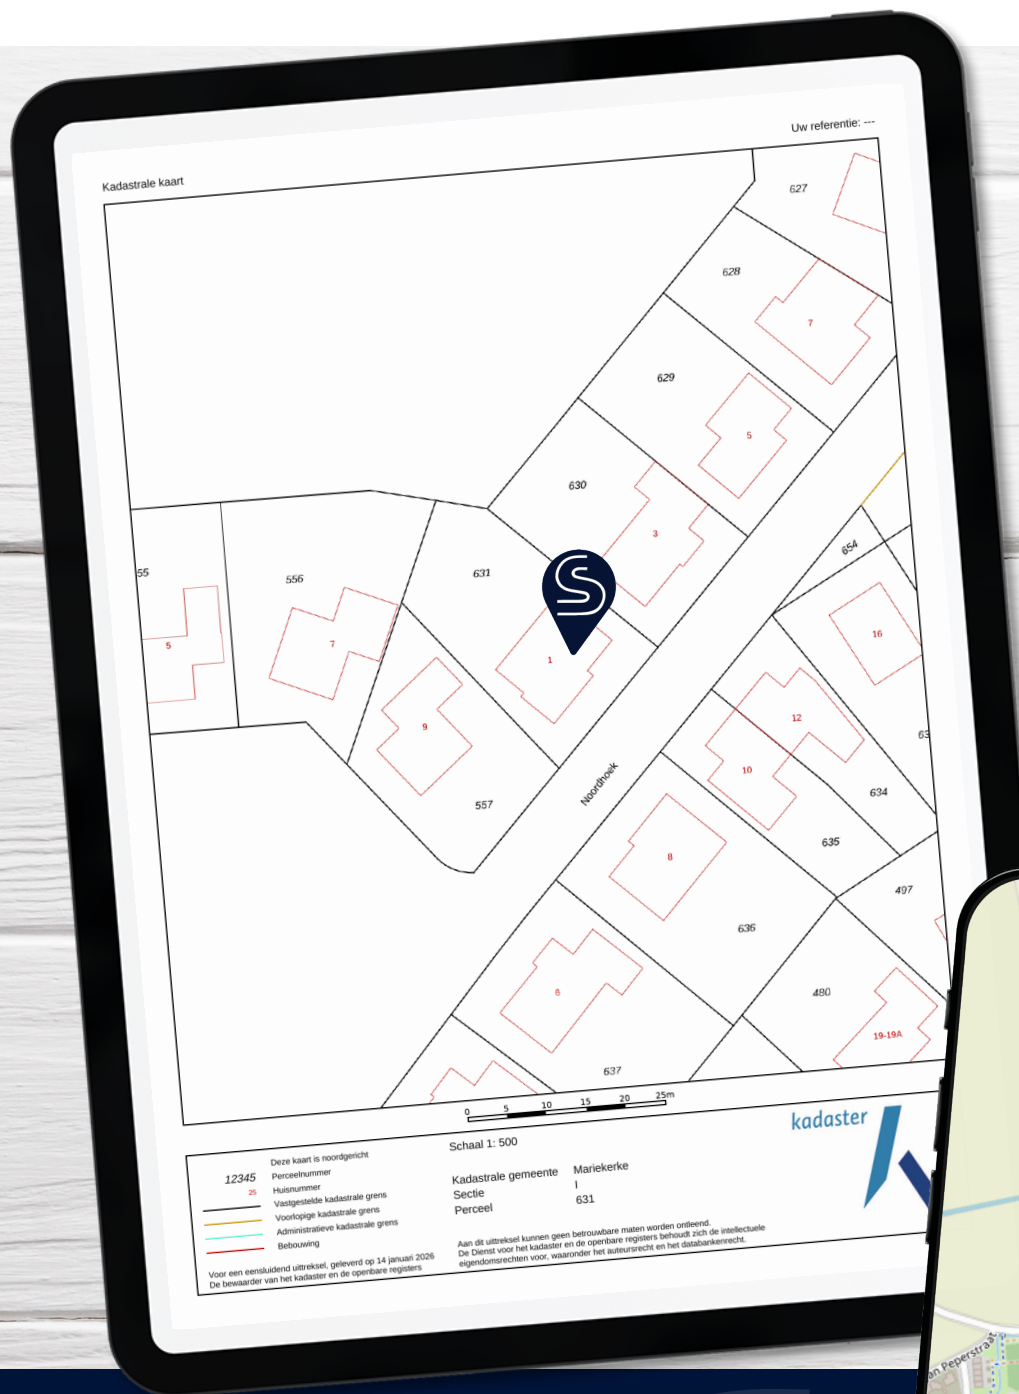 Uw referentie: ---
Kadastrale kaart
627
628
7
629
5
630
3
654
55
556
631
5
7
1
16
9
12
63
10
634
557
Noordhoek
635
8
497
636
6
480
19-19A
637
0 5 10 15 20 25m
kadaster
Schaal 1: 500
Deze kaart is noordgericht
12345 Perceelnummer
25 Huisnummer
Vastgestelde kadastrale grens
Voorlopige kadastrale grens
Administratieve kadastrale grens
Bebouwing
Kadastrale gemeente Mariekerke
Sectie I
Perceel 631
Voor een eensluidend uittreksel, geleverd op 14 januari 2026
De bewaarder van het kadaster en de openbare registers
Aan dit uittreksel kunnen geen betrouwbare maten worden ontleend.
De Dienst voor het kadaster en de openbare registers behoudt zich de intellectuele
eigendomsrechten voor, waaronder het auteursrecht en het databankenrecht.
an Peperstraat